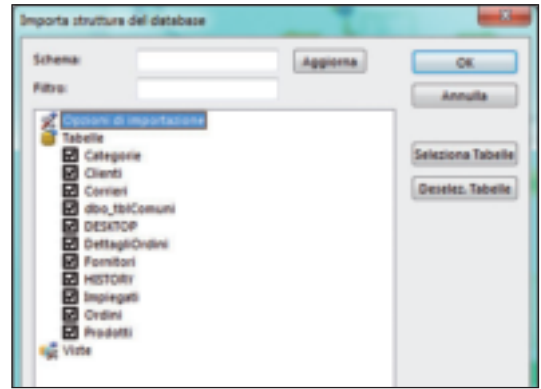 Importa struttura del database
Schema:
Aggiorna
OK
Filtro:
Annulla
Opzioni di importazione
Tabelle
Categorie
Clienti
Corrieri
dbo_tblComuni
DESKTOP
DettagliOrdini
Fornitori
HISTORY
Impiegati
Ordini
Prodotti
Viste
Seleziona Tabelle
Deselez. Tabelle